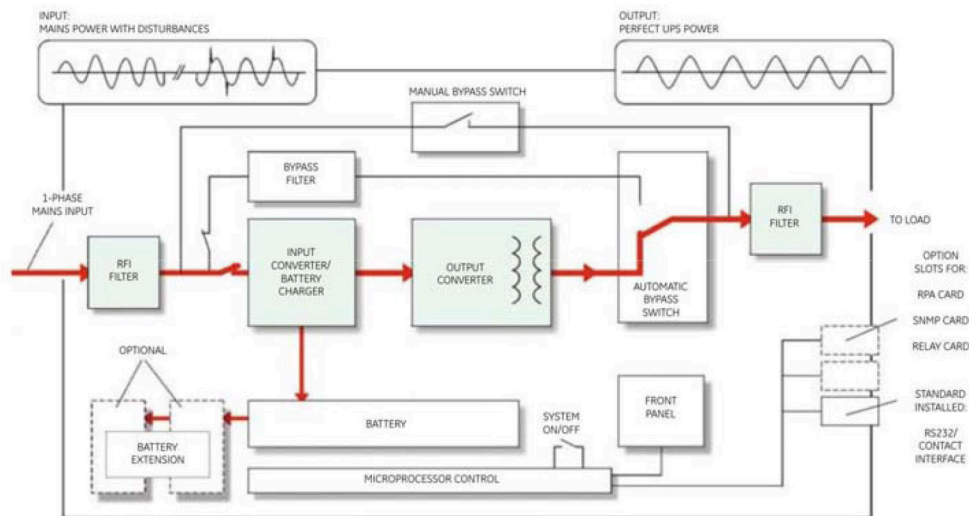 INPUT:
MAINS POWER WITH DISTURBANCES
OUTPUT:
PERFECT UPS POWER
MANUAL BYPASS SWITCH
BYPASS
FILTER
1-PHASE
MAINS INPUT
RFI
FILTER
INPUT
CONVERTER/
BATTERY
CHARGER
OUTPUT
CONVERTER
AUTOMATIC
BYPASS
SWITCH
RFI
FILTER
TO LOAD
OPTION
SLOTS FOR:
RPA CARD
SNMP CARD
RELAY CARD
STANDARD
INSTALLED:
RS232/
CONTACT
INTERFACE
OPTIONAL
BATTERY
EXTENSION
BATTERY
SYSTEM
ON/OFF
FRONT
PANEL
MICROPROCESSOR CONTROL